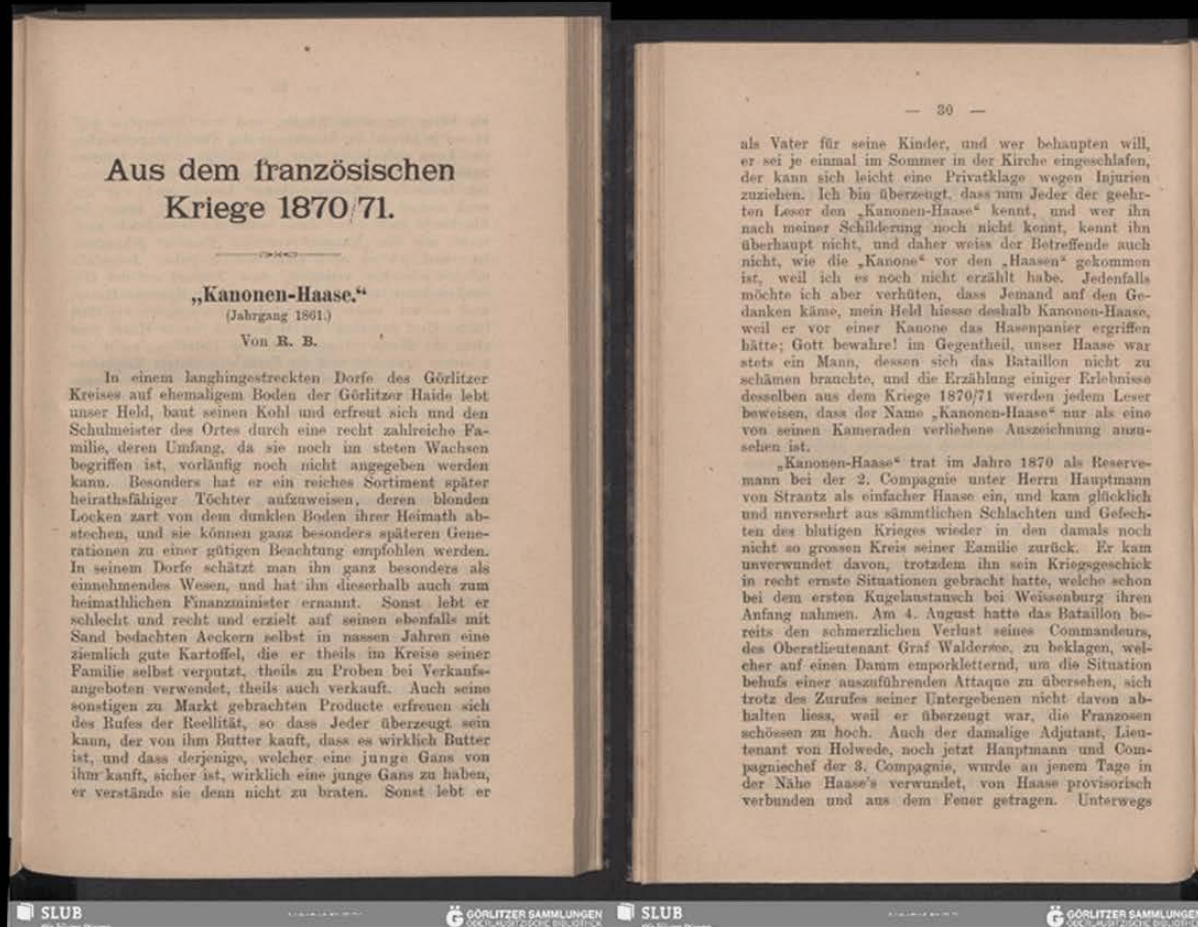 Aus dem französischen
Kriege 1870/71.
„Kanonen-Haase.“
(Jahrgang 1861.)
Von R. B.
In einem langhingestreckten Dorfe des Görlitzer
Kreises auf ehemaligem Boden der Görlitzer Haide lebt
unser Held, baut seinen Kohl und erfreut sich und den
Schulmeister des Ortes durch eine recht zahlreiche Fa-
milie, deren Umfang, da sie noch im steten Wachsen
begriffen ist, vorläufig noch nicht angegeben werden
kann. Besonders hat er ein reiches Sortiment später
heirathsfähiger Töchter aufzuweisen, deren blonden
Locken zart von dem dunklen Boden ihrer Heimath ab-
stechen, und sie können ganz besonders späteren Gene-
rationen zu einer gütigen Beachtung empfohlen werden.
In seinem Dorfe schätzt man ihn ganz besonders als
einnehmendes Wesen, und hat ihn dieserhalb auch zum
heimathlichen Finanzminister ernannt. Sonst lebt er
schlecht und recht und erzielt auf seinen ebenfalls mit
Sand bedachten Aeckern selbst in nassen Jahren eine
ziemlich gute Kartoffel, die er theils im Kreise seiner
Familie selbst verputzt, theils zu Proben bei Verkaufs-
angeboten verwendet, theils auch verkauft. Auch seine
sonstigen zu Markt gebrachten Producte erfreuen sich
des Rufes der Reellität, so dass Jeder überzeugt sein
kann, der von ihm Butter kauft, dass es wirklich Butter
ist, und dass derjenige, welcher eine junge Gans von
ihm kauft, sicher ist, wirklich eine junge Gans zu haben,
er verstände sie denn nicht zu braten. Sonst lebt er
— 30 —
als Vater für seine Kinder, und wer behaupten will,
er sei je einmal im Sommer in der Kirche eingeschlafen,
der kann sich leicht eine Privatklage wegen Injurien
zuziehen. Ich bin überzeugt, dass nun Jeder der geehr-
ten Leser den „Kanonen-Haase“ kennt, und wer ihn
nach meiner Schilderung noch nicht kennt, kennt ihn
überhaupt nicht, und daher weiss der Betreffende auch
nicht, wie die „Kanone“ vor den „Haasen“ gekommen
ist, weil ich es noch nicht erzählt habe. Jedenfalls
möchte ich aber verhüten, dass Jemand auf den Ge-
danken käme, mein Held hiesse deshalb Kanonen-Haase,
weil er vor einer Kanone das Hasenpanier ergriffen
hätte; Gott bewahre! im Gegentheil, unser Haase war
stets ein Mann, dessen sich das Bataillon nicht zu
schämen brauchte, und die Erzählung einiger Erlebnisse
desselben aus dem Kriege 1870/71 werden jedem Leser
beweisen, dass der Name „Kanonen-Haase“ nur als eine
von seinen Kameraden verliehene Auszeichnung anzu-
sehen ist.
„Kanonen-Haase“ trat im Jahre 1870 als Reserve-
mann bei der 2. Compagnie unter Herrn Hauptmann
von Strantz als einfacher Haase ein, und kam glücklich
und unversehrt aus sämmtlichen Schlachten und Gefech-
ten des blutigen Krieges wieder in den damals noch
nicht so grossen Kreis seiner Familie zurück. Er kam
unverwundet davon, trotzdem ihn sein Kriegsgeschick
in recht ernste Situationen gebracht hatte, welche schon
bei dem ersten Kugelaustausch bei Weissenburg ihren
Anfang nahmen. Am 4. August hatte das Bataillon be-
reits den schmerzlichen Verlust seines Commandeurs,
des Oberstlieutenant Graf Waldersee, zu beklagen, wel-
cher auf einen Damm emporkletternd, um die Situation
behufs einer auszuführenden Attaque zu übersehen, sich
trotz des Zurufes seiner Untergebenen nicht davon ab-
halten liess, weil er überzeugt war, die Franzosen
schössen zu hoch. Auch der damalige Adjutant, Lieu-
tenant von Holwede, noch jetzt Hauptmann und Com-
pagniechef der 3. Compagnie, wurde an jenem Tage in
der Nähe Haase's verwundet, von Haase provisorisch
verbunden und aus dem Feuer getragen. Unterwegs
SLUB
GÖRLITZER SAMMLUNGEN
OBERLAUSITZISCHE BIBLIOTHEK
SLUB
GÖRLITZER SAMMLUNGEN
OBERLAUSITZISCHE BIBLIOTHEK